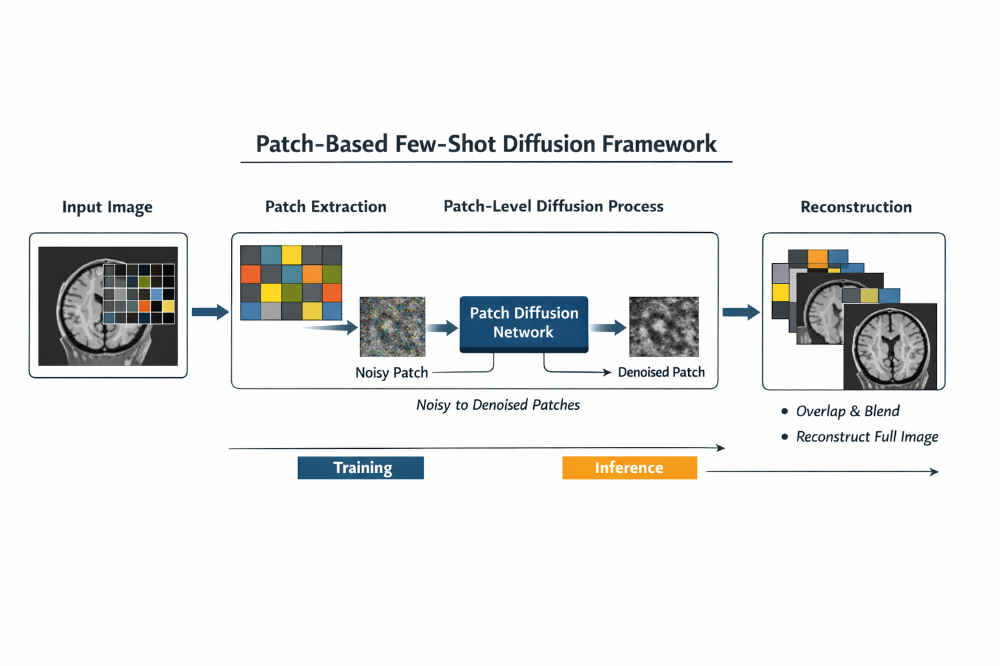 Patch-Based Few-Shot Diffusion Framework
Input Image
Patch Extraction
Patch-Level Diffusion Process
Reconstruction
Patch Diffusion
Network
Noisy Patch
Denoised Patch
Noisy to Denoised Patches
• Overlap & Blend
• Reconstruct Full Image
Training
Inference